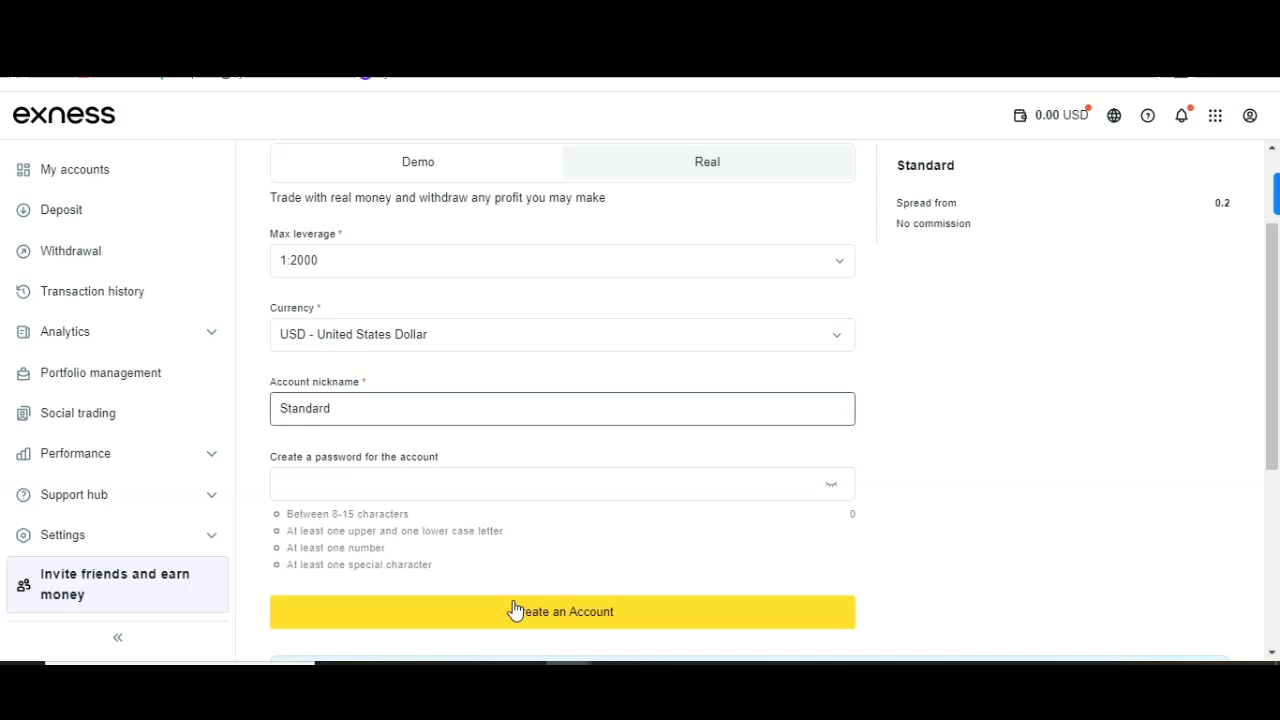 exness
0.00 USD
My accounts
Deposit
Withdrawal
Transaction history
Analytics
Portfolio management
Social trading
Performance
Support hub
Settings
Invite friends and earn
money
Demo
Real
Trade with real money and withdraw any profit you may make
Max leverage *
1:2000
Currency *
USD - United States Dollar
Account nickname *
Standard
Create a password for the account
Between 8-15 characters
0
At least one upper and one lower case letter
At least one number
At least one special character
eate an Account
Standard
Spread from
0.2
No commission